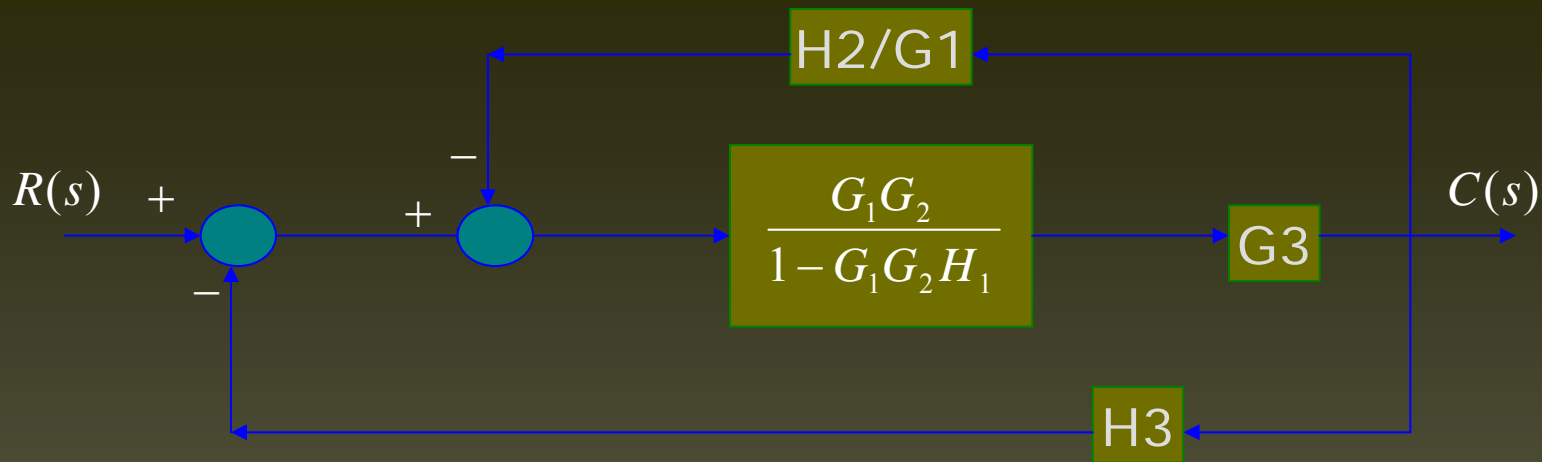 H2/G1
−
R(s) + + G₁G₂ C(s)
G3
1 − G₁G₂H₁
−
H3